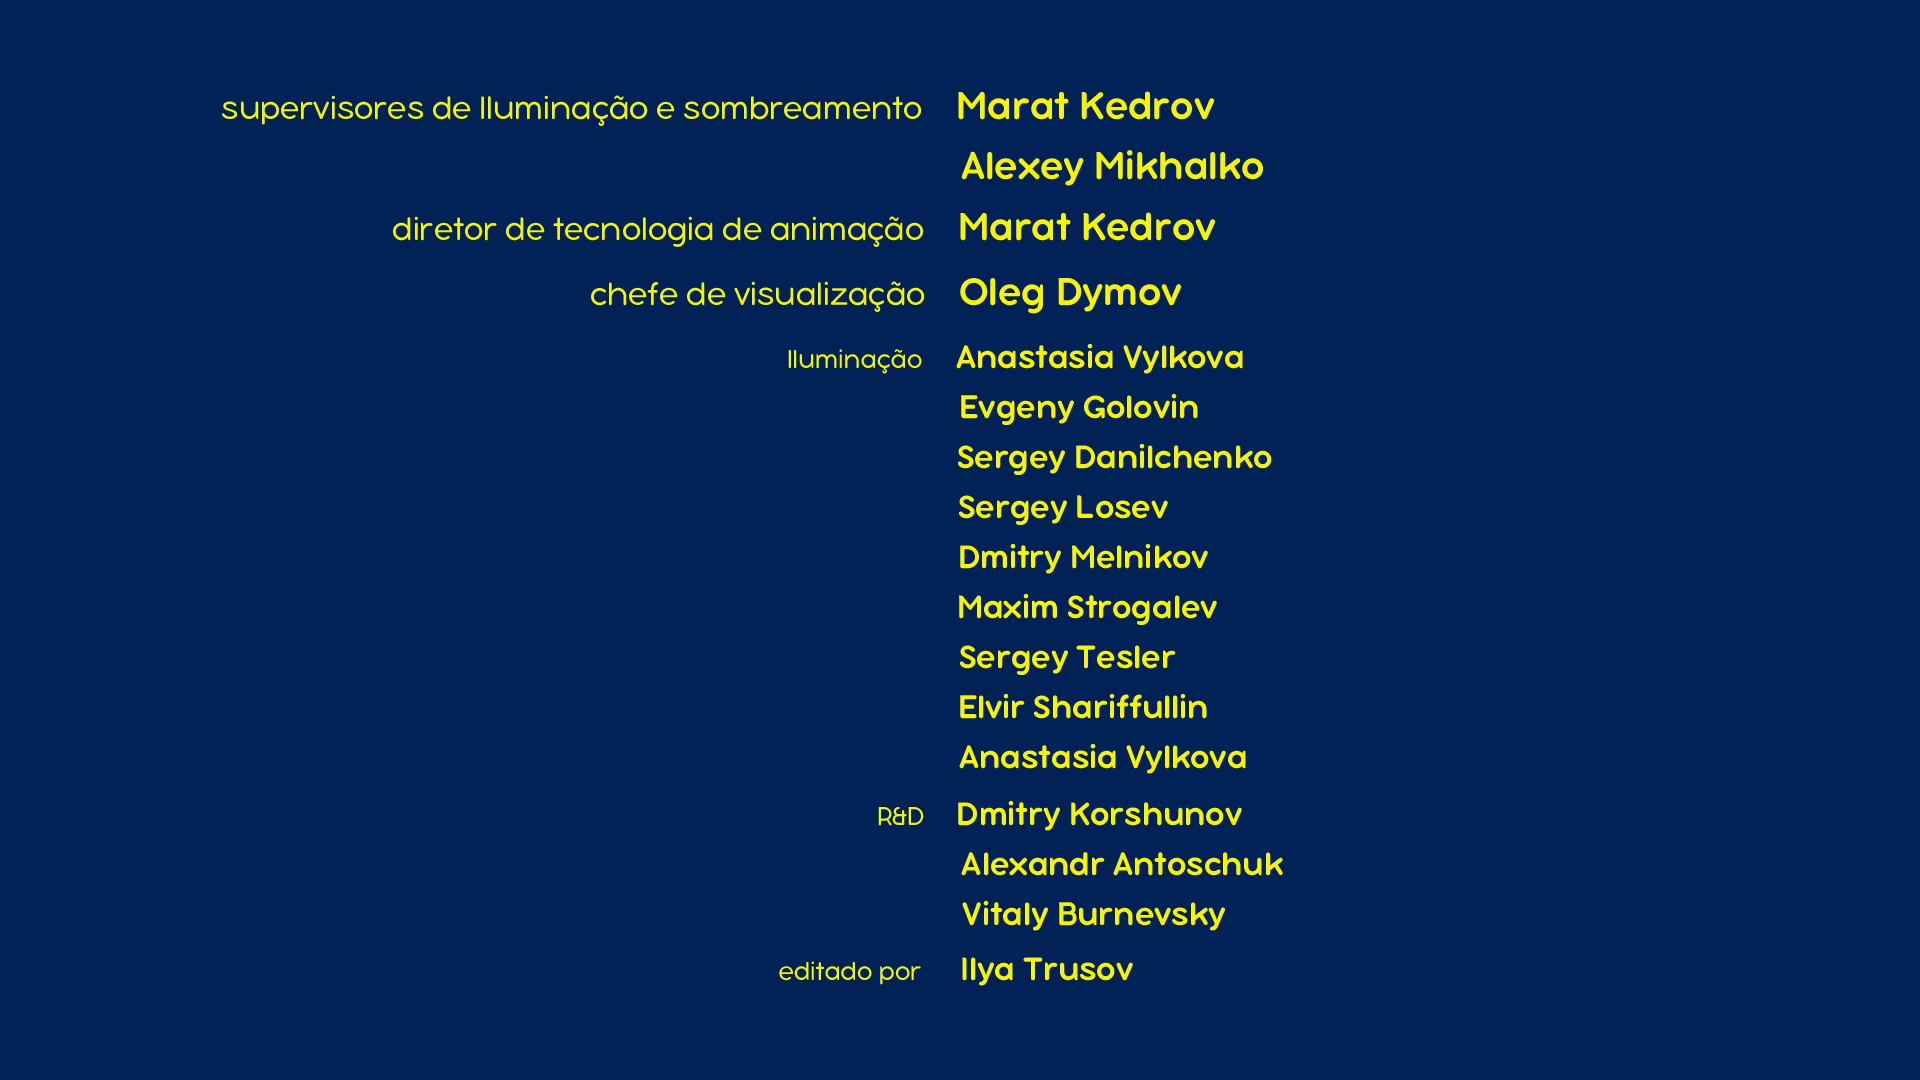 supervisores de Iluminação e sombreamento Marat Kedrov
Alexey Mikhalko
diretor de tecnologia de animação Marat Kedrov
chefe de visualização Oleg Dymov
Iluminação Anastasia Vylkova
Evgeny Golovin
Sergey Danilchenko
Sergey Losev
Dmitry Melnikov
Maxim Strogalev
Sergey Tesler
Elvir Shariffullin
Anastasia Vylkova
R&D Dmitry Korshunov
Alexandr Antoschuk
Vitaly Burnevsky
editado por Ilya Trusov